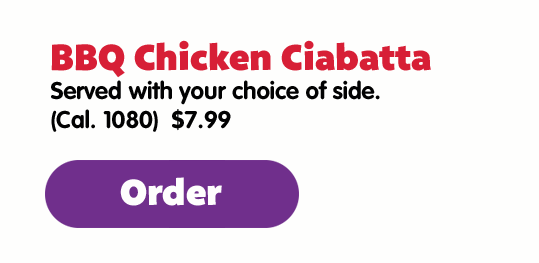 BBQ Chicken Ciabatta
Served with your choice of side.
(Cal. 1080) $7.99
Order